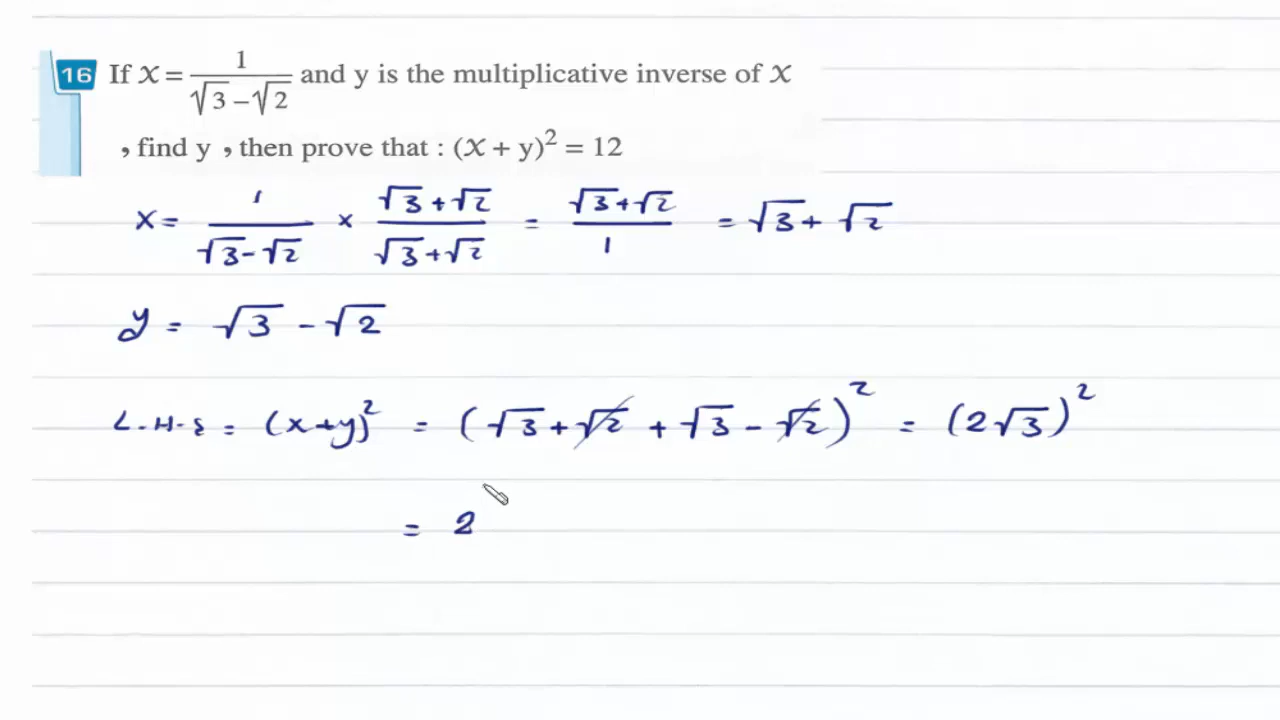 16 If x = 1/(√3 – √2) and y is the multiplicative inverse of x
, find y , then prove that : (x + y)² = 12
x = 1/(√3 - √2) × (√3 + √2)/(√3 + √2) = (√3 + √2)/1 = √3 + √2
y = √3 - √2
L.H.S = (x+y)² = (√3 + √2 + √3 - √2)² = (2√3)²
= 2